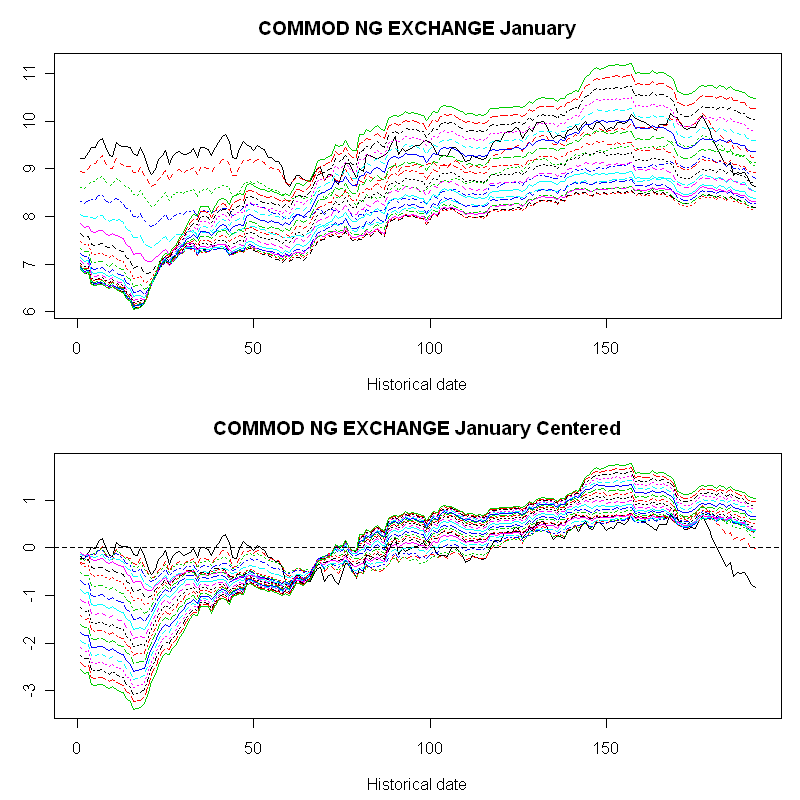 COMMOD NG EXCHANGE January
11
10
9
8
7
6
0 50 100 150
Historical date
COMMOD NG EXCHANGE January Centered
1
0
-1
-2
-3
0 50 100 150
Historical date